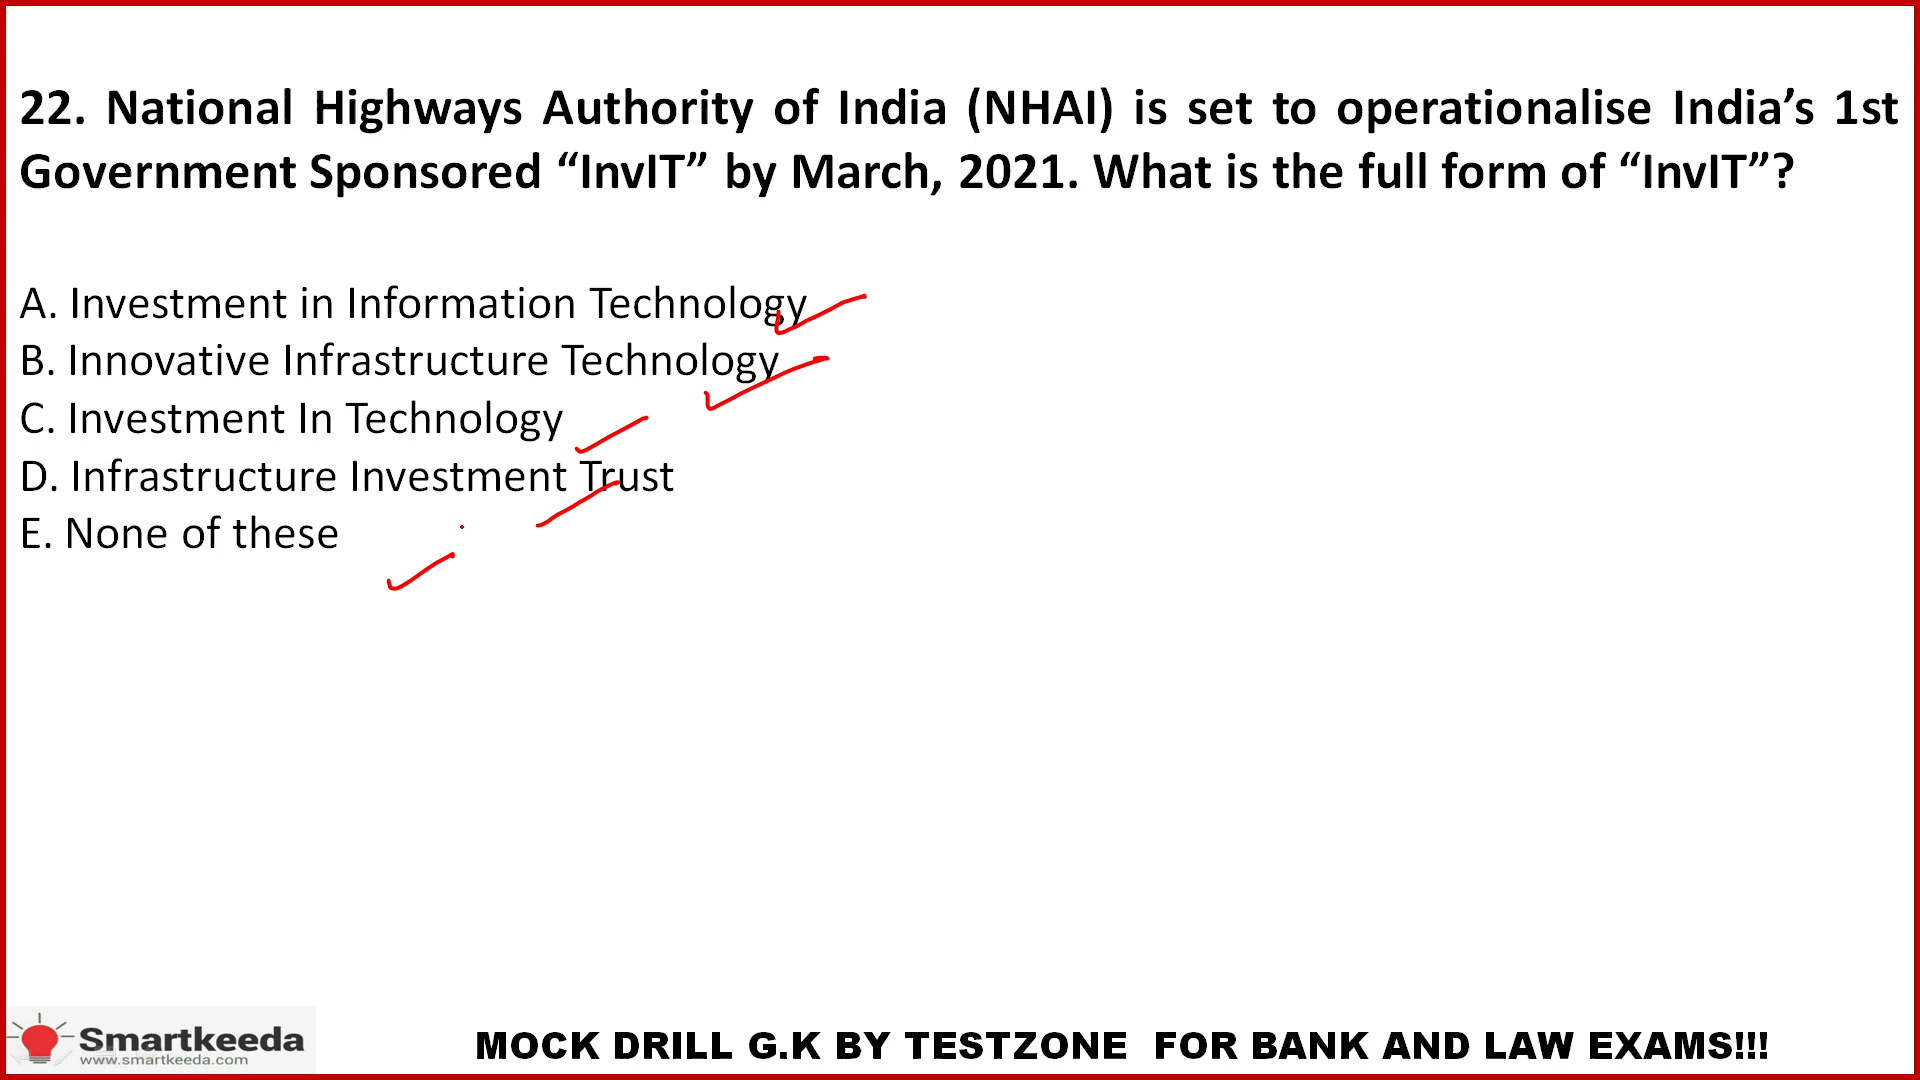 22. National Highways Authority of India (NHAI) is set to operationalise India’s 1st
Government Sponsored “InvIT” by March, 2021. What is the full form of “InvIT”?
A. Investment in Information Technology
B. Innovative Infrastructure Technology
C. Investment In Technology
D. Infrastructure Investment Trust
E. None of these
Smartkeeda
www.smartkeeda.com
MOCK DRILL G.K BY TESTZONE FOR BANK AND LAW EXAMS!!!